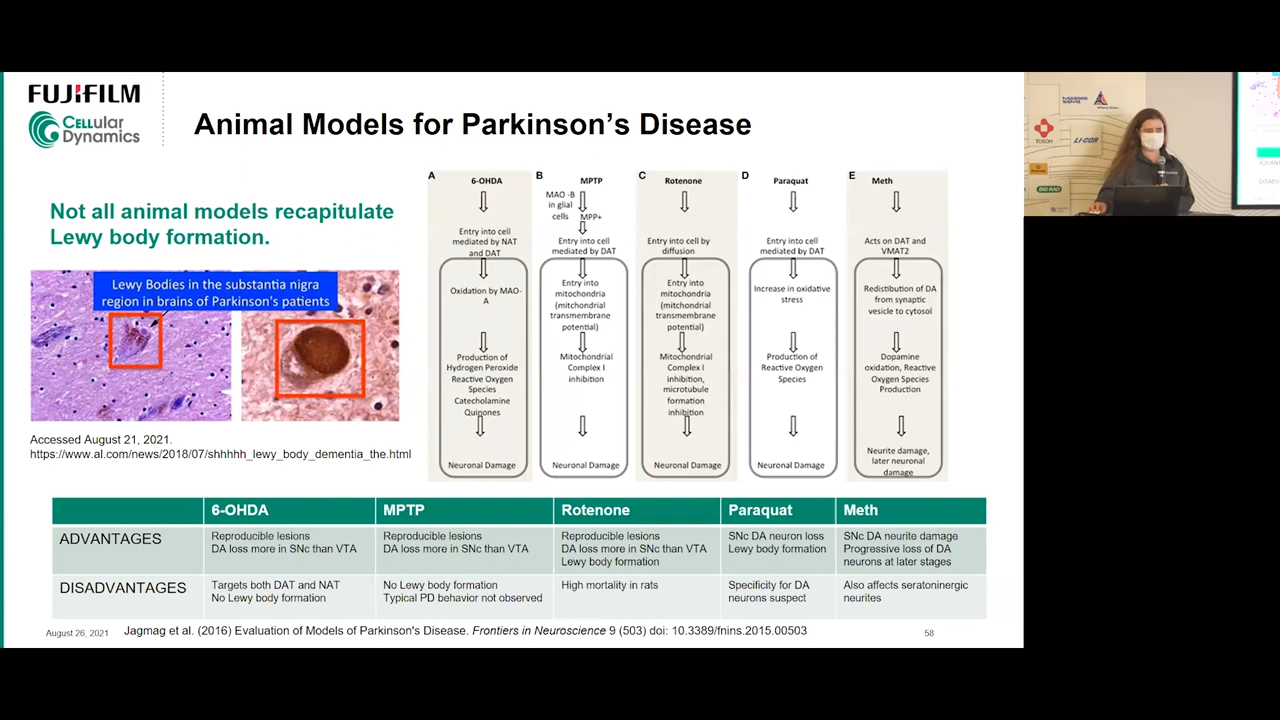 FUJIFILM
CELLular
Dynamics
Animal Models for Parkinson's Disease
Not all animal models recapitulate
Lewy body formation.
Lewy Bodies in the substantia nigra
region in brains of Parkinson's patients
Accessed August 21, 2021.
https://www.al.com/news/2018/07/shhhhh_lewy_body_dementia_the.html
A
6-OHDA
Entry into cell
mediated by NAT
and DAT
Oxidation by MAO-
A
Production of
Hydrogen Peroxide
Reactive Oxygen
Species
Catecholamine
Quinones
Neuronal Damage
B
MPTP
MAO -B
in glial
cells
MPP+
Entry into cell
mediated by DAT
Entry into
mitochondria
(mitchondrial
transmembrane
potential)
Mitochondrial
Complex I
inhibition
Neuronal Damage
C
Rotenone
Entry into cell by
diffusion
Entry into
mitochondria
(mitchondrial
transmembrane
potential)
Mitochondrial
Complex I
inhibition,
microtubule
formation
inhibition
Neuronal Damage
D
Paraquat
Entry into cell
mediated by DAT
Increase in oxidative
stress
Production of
Reactive Oxygen
Species
Neuronal Damage
E
Meth
Acts on DAT and
VMAT2
Redistibution of DA
from synaptic
vesicle to cytosol
Dopamine
oxidation, Reactive
Oxygen Species
Production
Neurite damage,
later neuronal
damage
6-OHDA MPTP Rotenone Paraquat Meth
ADVANTAGES
Reproducible lesions
DA loss more in SNc than VTA
Reproducible lesions
DA loss more in SNc than VTA
Reproducible lesions
DA loss more in SNc than VTA
Lewy body formation
SNc DA neuron loss
Lewy body formation
SNc DA neurite damage
Progressive loss of DA
neurons at later stages
DISADVANTAGES
Targets both DAT and NAT
No Lewy body formation
No Lewy body formation
Typical PD behavior not observed
High mortality in rats
Specificity for DA
neurons suspect
Also affects seratoninergic
neurites
August 26, 2021
Jagmag et al. (2016) Evaluation of Models of Parkinson's Disease. Frontiers in Neuroscience 9 (503) doi: 10.3389/fnins.2015.00503
58
TOSOH
LI-COR
BIO-RAD